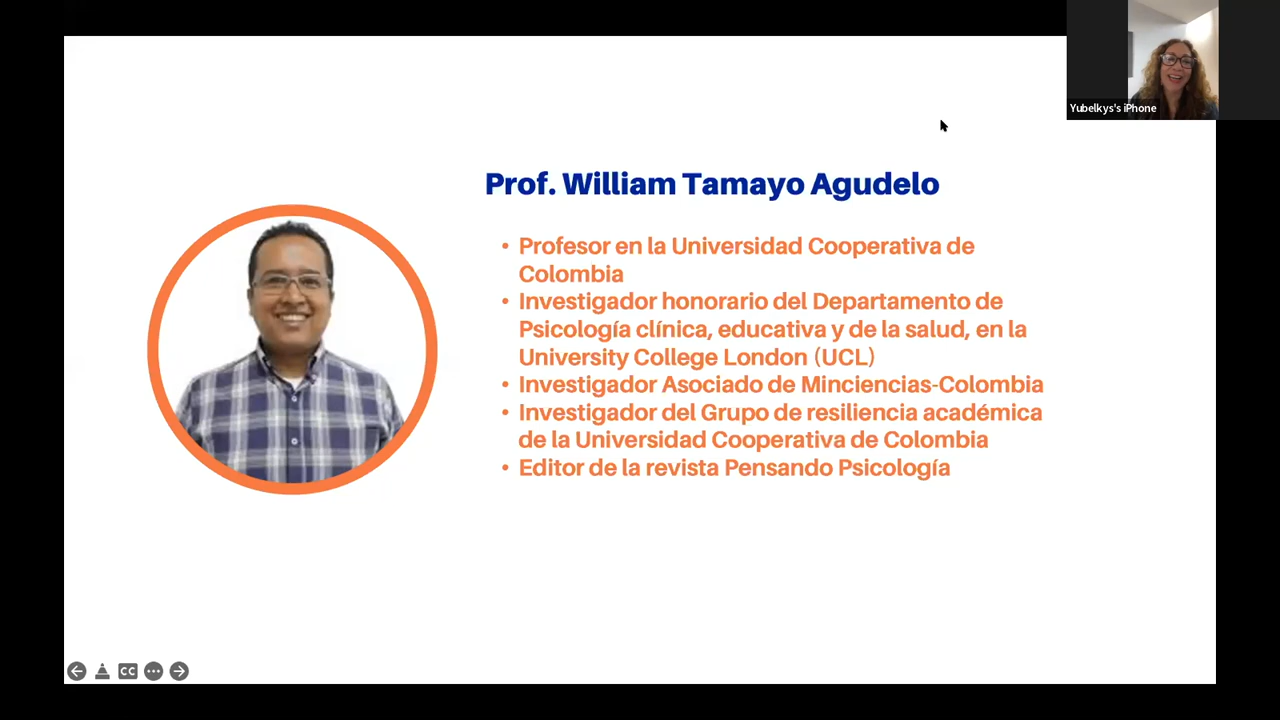 Yubelkys's iPhone
Prof. William Tamayo Agudelo
• Profesor en la Universidad Cooperativa de
Colombia
• Investigador honorario del Departamento de
Psicología clínica, educativa y de la salud, en la
University College London (UCL)
• Investigador Asociado de Minciencias-Colombia
• Investigador del Grupo de resiliencia académica
de la Universidad Cooperativa de Colombia
• Editor de la revista Pensando Psicología
CC